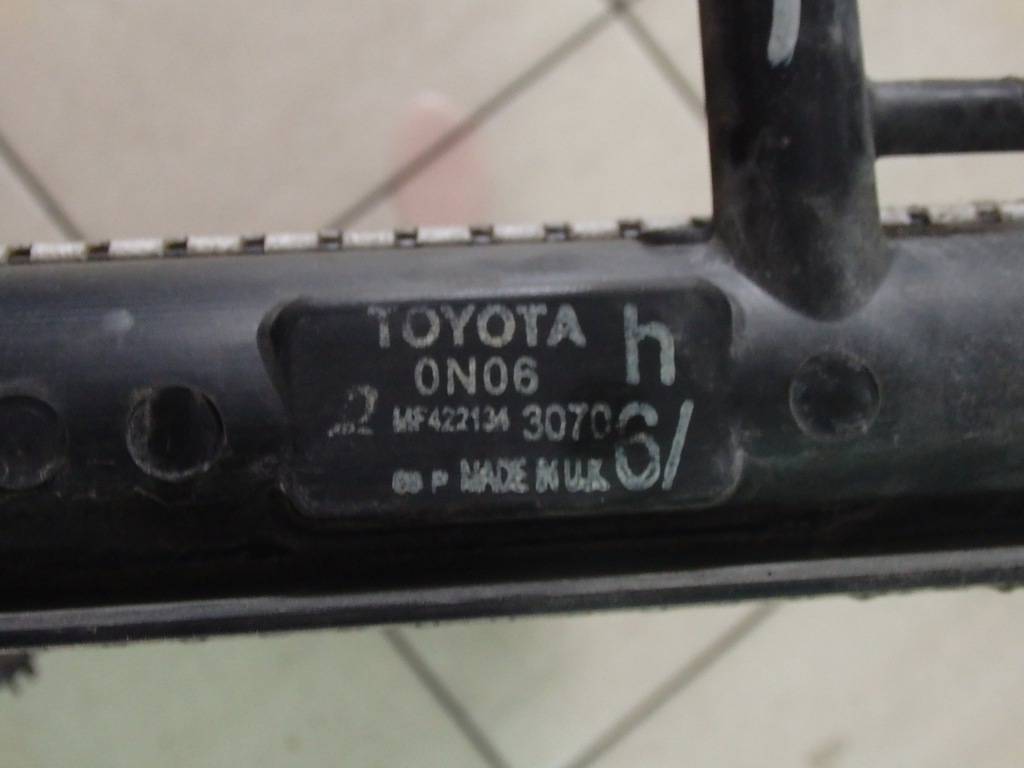 TOYOTA h
0N06
2 MF422134 3070 6/
P MADE IN U.K.